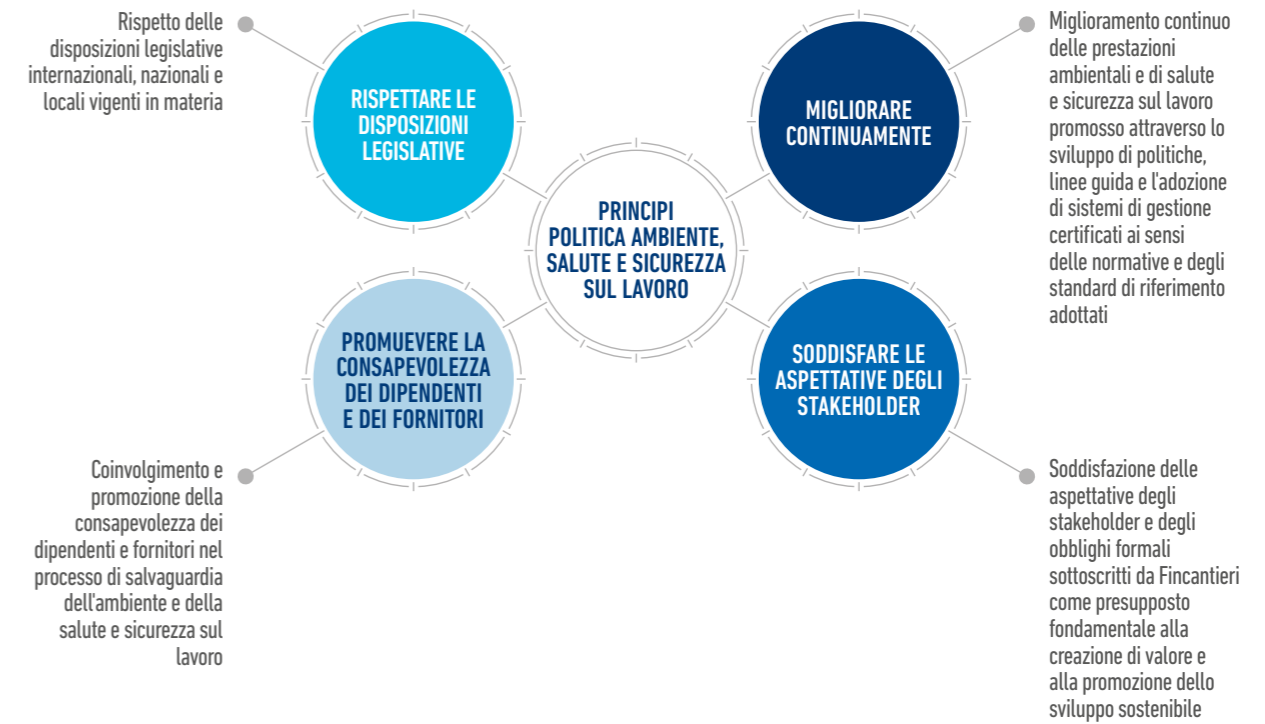 Rispetto delle
disposizioni legislative
internazionali, nazionali e
locali vigenti in materia
RISPETTARE LE
DISPOSIZIONI
LEGISLATIVE
MIGLIORARE
CONTINUAMENTE
Miglioramento continuo
delle prestazioni
ambientali e di salute
e sicurezza sul lavoro
promosso attraverso lo
sviluppo di politiche,
linee guida e l'adozione
di sistemi di gestione
certificati ai sensi
delle normative e degli
standard di riferimento
adottati
PRINCIPI
POLITICA AMBIENTE,
SALUTE E SICUREZZA
SUL LAVORO
PROMUEVERE LA
CONSAPEVOLEZZA
DEI DIPENDENTI
E DEI FORNITORI
SODDISFARE LE
ASPETTATIVE DEGLI
STAKEHOLDER
Coinvolgimento e
promozione della
consapevolezza dei
dipendenti e fornitori nel
processo di salvaguardia
dell'ambiente e della
salute e sicurezza sul
lavoro
Soddisfazione delle
aspettative degli
stakeholder e degli
obblighi formali
sottoscritti da Fincantieri
come presupposto
fondamentale alla
creazione di valore e
alla promozione dello
sviluppo sostenibile